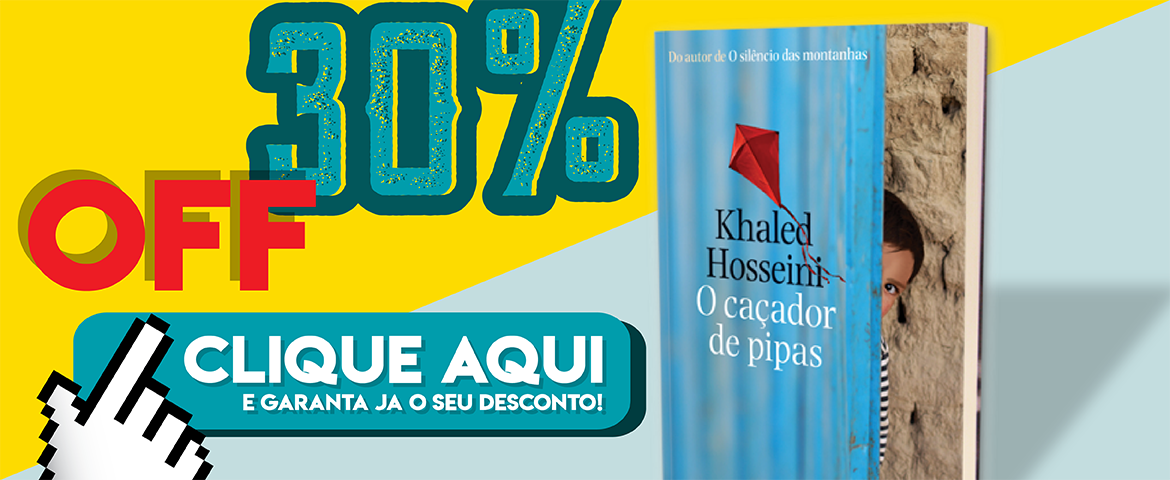 30%
OFF
CLIQUE AQUI
E GARANTA JA O SEU DESCONTO!
Do autor de O silêncio das montanhas
Khaled
Hosseini
O caçador
de pipas